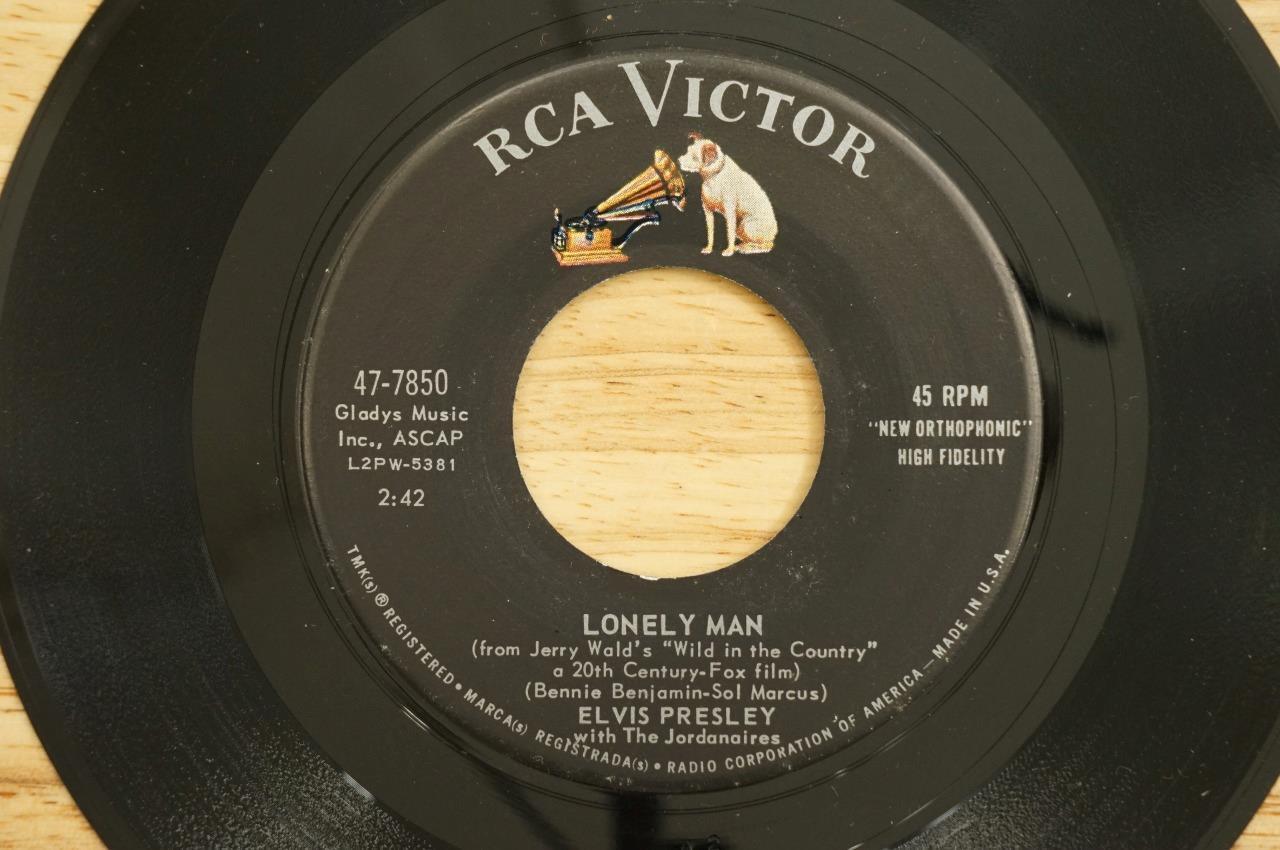 RCA VICTOR
47-7850
Gladys Music
Inc., ASCAP
L2PW-5381
2:42
45 RPM
"NEW ORTHOPHONIC"
HIGH FIDELITY
LONELY MAN
(from Jerry Wald's "Wild in the Country"
a 20th Century-Fox film)
(Bennie Benjamin-Sol Marcus)
ELVIS PRESLEY
with The Jordanaires
TMK(s) ® REGISTERED • MARCA(s) REGISTRADA(s) • RADIO CORPORATION OF AMERICA — MADE IN U.S.A.